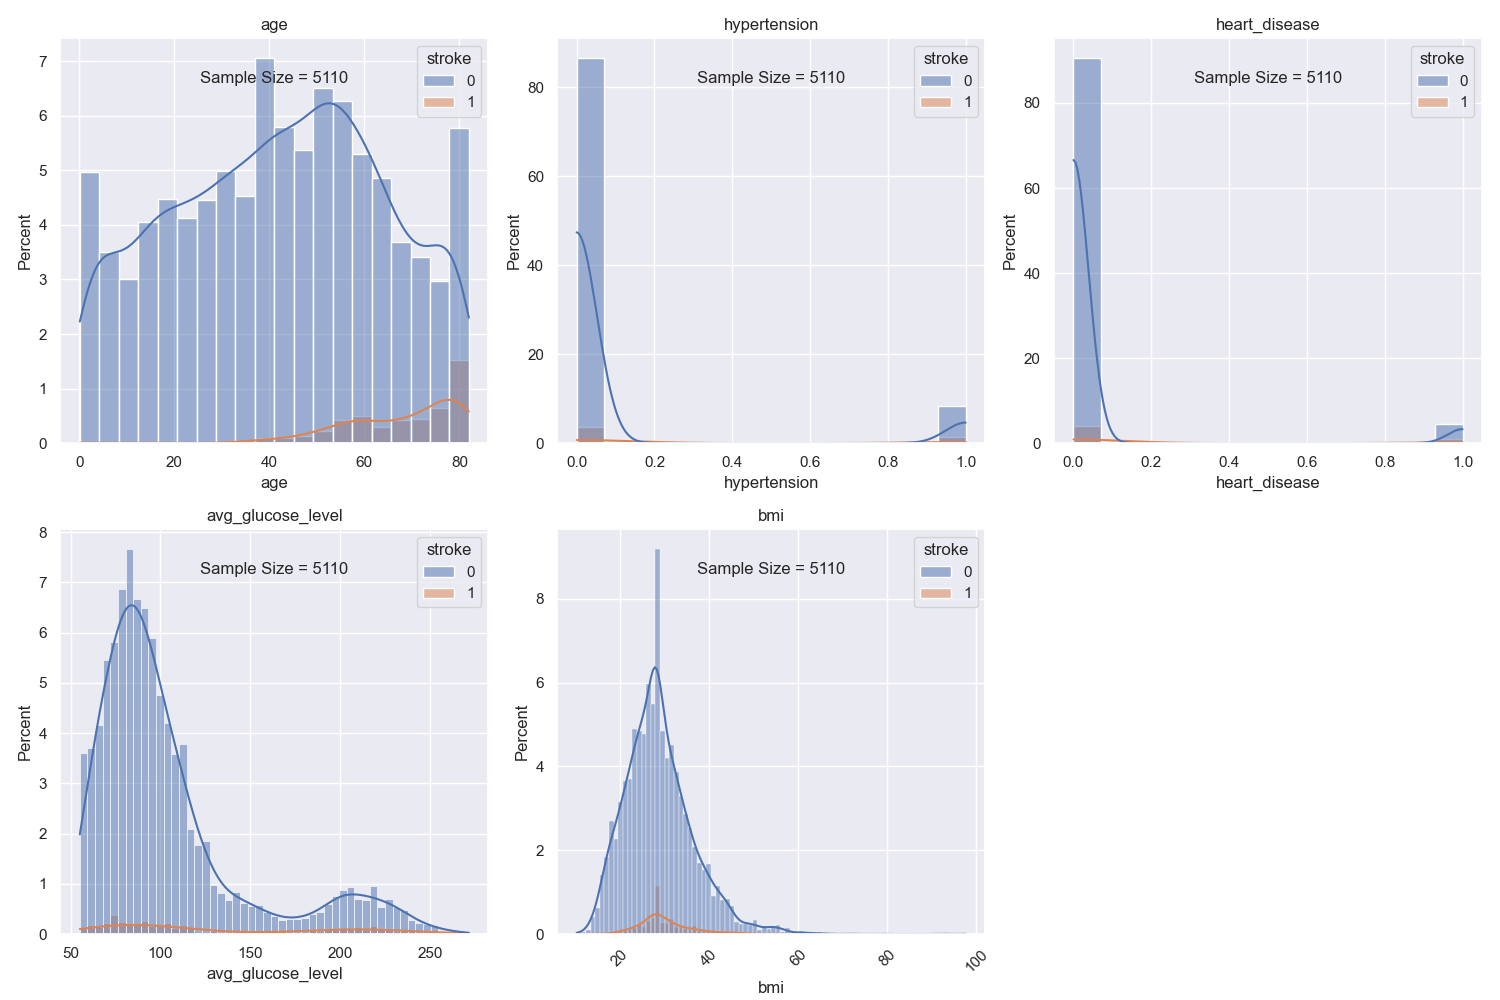 age
stroke
0
1
Sample Size = 5110
Percent
7
6
5
4
3
2
1
0
0 20 40 60 80
age
hypertension
stroke
0
1
Sample Size = 5110
Percent
80
60
40
20
0
0.0 0.2 0.4 0.6 0.8 1.0
hypertension
heart_disease
stroke
0
1
Sample Size = 5110
Percent
80
60
40
20
0
0.0 0.2 0.4 0.6 0.8 1.0
heart_disease
avg_glucose_level
stroke
0
1
Sample Size = 5110
Percent
8
7
6
5
4
3
2
1
0
50 100 150 200 250
avg_glucose_level
bmi
stroke
0
1
Sample Size = 5110
Percent
8
6
4
2
0
20 40 60 80 100
bmi